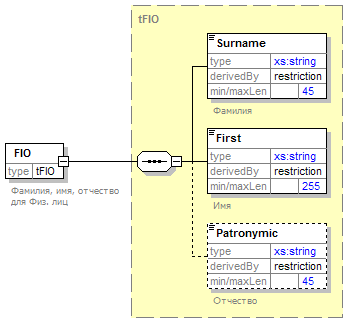 tFIO
Surname
type xs:string
derivedBy restriction
min/maxLen 45
Фамилия
FIO
type tFIO
Фамилия, имя, отчество
для Физ. лиц
First
type xs:string
derivedBy restriction
min/maxLen 255
Имя
Patronymic
type xs:string
derivedBy restriction
min/maxLen 45
Отчество